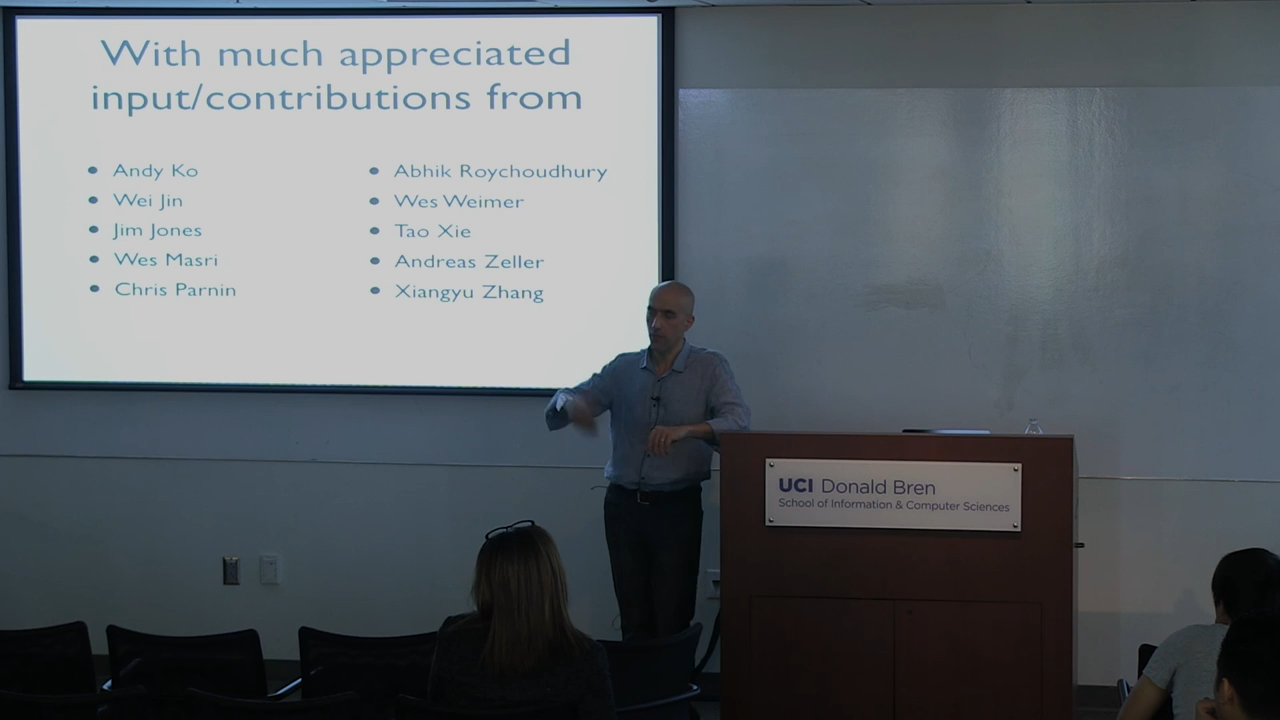 With much appreciated
input/contributions from
• Andy Ko
• Wei Jin
• Jim Jones
• Wes Masri
• Chris Parnin
• Abhik Roychoudhury
• Wes Weimer
• Tao Xie
• Andreas Zeller
• Xiangyu Zhang
UCI Donald Bren
School of Information & Computer Sciences